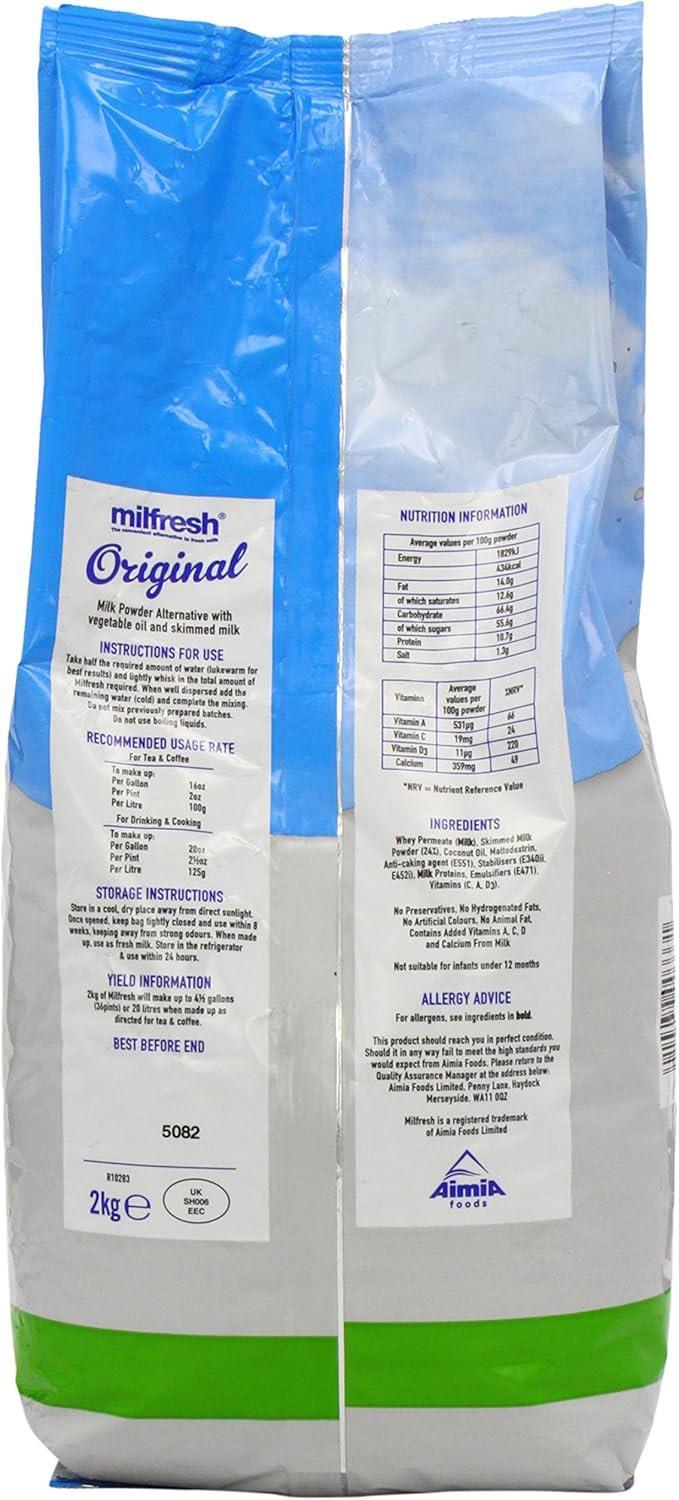 milfresh®
The convenient alternative to fresh milk
Original
Milk Powder Alternative with
vegetable oil and skimmed milk
INSTRUCTIONS FOR USE
Take half the required amount of water (lukewarm for
best results) and lightly whisk in the total amount of
Milfresh required. When well dispersed add the
remaining water (cold) and complete the mixing.
Do not mix previously prepared batches.
Do not use boiling liquids.
RECOMMENDED USAGE RATE
For Tea & Coffee
To make up:
Per Gallon 16oz
Per Pint 2oz
Per Litre 100g
For Drinking & Cooking
To make up:
Per Gallon 20oz
Per Pint 2½oz
Per Litre 125g
STORAGE INSTRUCTIONS
Store in a cool, dry place away from direct sunlight.
Once opened, keep bag tightly closed and use within 8
weeks, keeping away from strong odours. When made
up, use as fresh milk. Store in the refrigerator
& use within 24 hours.
YIELD INFORMATION
2kg of Milfresh will make up to 4½ gallons
(36pints) or 20 litres when made up as
directed for tea & coffee.
BEST BEFORE END
5082
R10283
2kg e
UK
SH006
EEC
NUTRITION INFORMATION
Average values per 100g powder
Energy 1829kJ
434kcal
Fat 14.0g
of which saturates 12.6g
Carbohydrate 66.4g
of which sugars 55.6g
Protein 10.7g
Salt 1.3g
Vitamins Average values per 100g powder %NRV*
Vitamin A 531µg 66
Vitamin C 19mg 24
Vitamin D3 11µg 220
Calcium 359mg 49
*NRV = Nutrient Reference Value
INGREDIENTS
Whey Permeate (Milk), Skimmed Milk
Powder (24%), Coconut Oil, Maltodextrin,
Anti-caking agent (E551), Stabilisers (E340ii,
E452i), Milk Proteins, Emulsifiers (E471),
Vitamins (C, A, D3).
No Preservatives, No Hydrogenated Fats,
No Artificial Colours, No Animal Fat,
Contains Added Vitamins A, C, D
and Calcium From Milk
Not suitable for infants under 12 months
ALLERGY ADVICE
For allergens, see ingredients in bold.
This product should reach you in perfect condition.
Should it in any way fail to meet the high standards you
would expect from Aimia Foods. Please return to the
Quality Assurance Manager at the address below:
Aimia Foods Limited, Penny Lane, Haydock
Merseyside. WA11 0QZ
Milfresh is a registered trademark
of Aimia Foods Limited
AimiA
foods